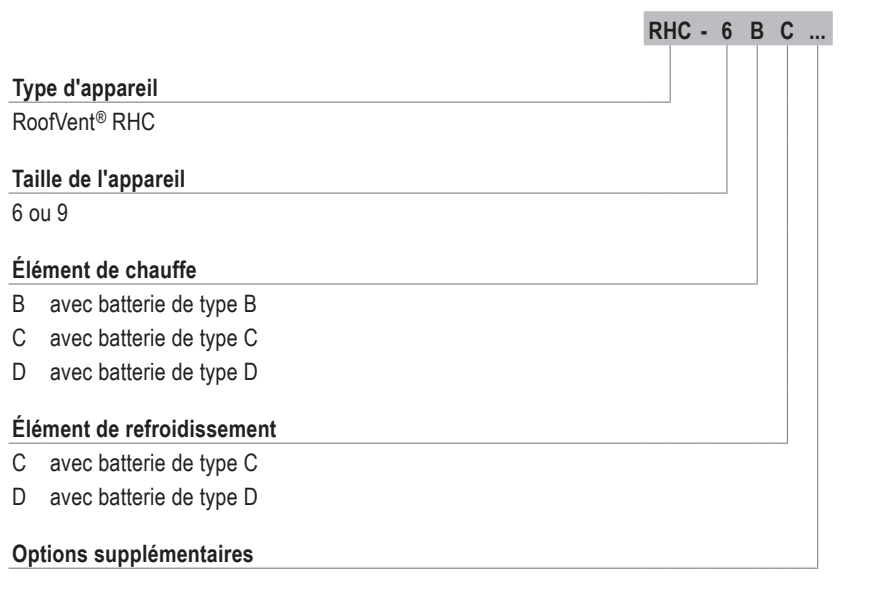 RHC - 6 B C ...
Type d'appareil
RoofVent® RHC
Taille de l'appareil
6 ou 9
Élément de chauffe
B avec batterie de type B
C avec batterie de type C
D avec batterie de type D
Élément de refroidissement
C avec batterie de type C
D avec batterie de type D
Options supplémentaires